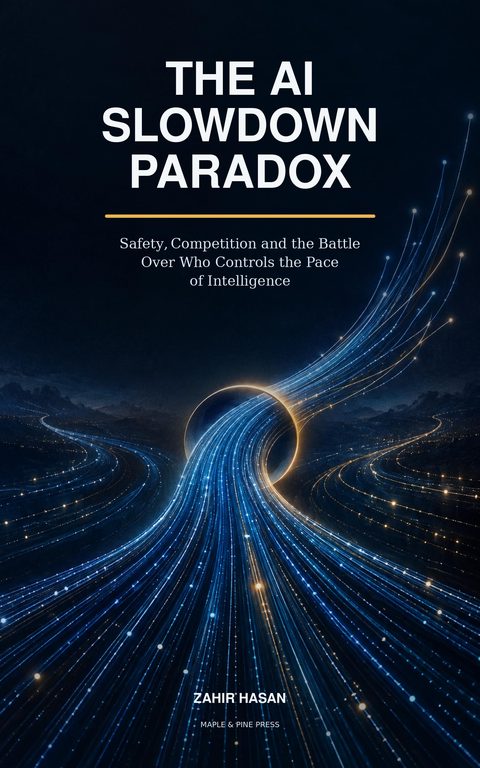 THE AI
SLOWDOWN
PARADOX
Safety, Competition and the Battle
Over Who Controls the Pace
of Intelligence
ZAHIR HASAN
MAPLE & PINE PRESS